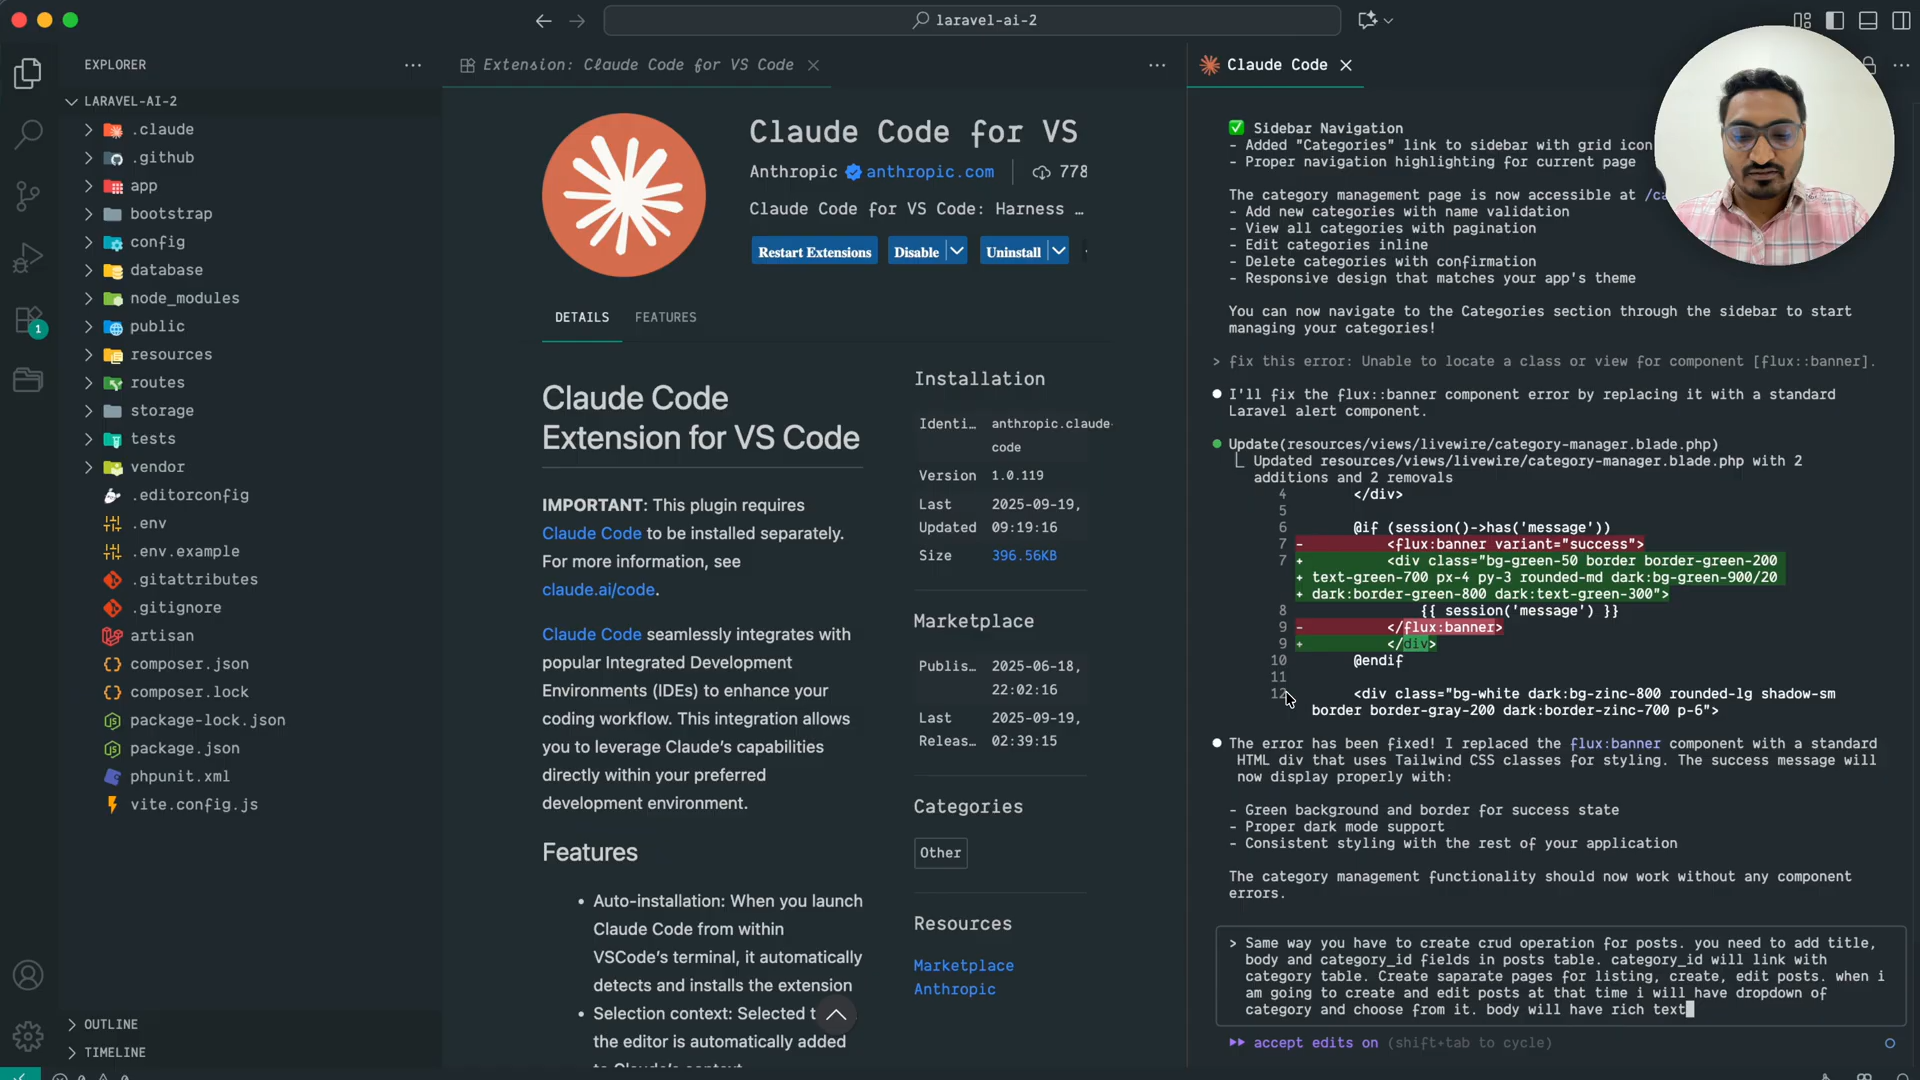 laravel-ai-2
EXPLORER
LARAVEL-AI-2
.claude
.github
app
bootstrap
config
database
node_modules
public
resources
routes
storage
tests
vendor
.editorconfig
.env
.env.example
.gitattributes
.gitignore
artisan
composer.json
composer.lock
package-lock.json
package.json
phpunit.xml
vite.config.js
OUTLINE
TIMELINE
1
Extension: Claude Code for VS Code
Claude Code for VS
Anthropic anthropic.com 778
Claude Code for VS Code: Harness …
Restart Extensions Disable Uninstall
DETAILS FEATURES
Claude Code
Extension for VS Code
IMPORTANT: This plugin requires
Claude Code to be installed separately.
For more information, see
claude.ai/code.
Claude Code seamlessly integrates with
popular Integrated Development
Environments (IDEs) to enhance your
coding workflow. This integration allows
you to leverage Claude's capabilities
directly within your preferred
development environment.
Features
• Auto-installation: When you launch
Claude Code from within
VSCode's terminal, it automatically
detects and installs the extension
• Selection context: Selected t
the editor is automatically added
to Claude's context
Installation
Identi… anthropic.claude-
code
Version 1.0.119
Last 2025-09-19,
Updated 09:19:16
Size 396.56KB
Marketplace
Publis… 2025-06-18,
22:02:16
Last 2025-09-19,
Releas… 02:39:15
Categories
Other
Resources
Marketplace
Anthropic
Claude Code
Sidebar Navigation
- Added "Categories" link to sidebar with grid icon
- Proper navigation highlighting for current page
The category management page is now accessible at /ca
- Add new categories with name validation
- View all categories with pagination
- Edit categories inline
- Delete categories with confirmation
- Responsive design that matches your app's theme
You can now navigate to the Categories section through the sidebar to start
managing your categories!
> fix this error: Unable to locate a class or view for component [flux::banner].
I'll fix the flux::banner component error by replacing it with a standard
Laravel alert component.
Update(resources/views/livewire/category-manager.blade.php)
Updated resources/views/livewire/category-manager.blade.php with 2
additions and 2 removals
4 </div>
5
6 @if (session()->has('message'))
7 - <flux:banner variant="success">
7 + <div class="bg-green-50 border border-green-200
+ text-green-700 px-4 py-3 rounded-md dark:bg-green-900/20
+ dark:border-green-800 dark:text-green-300">
8 {{ session('message') }}
9 - </flux:banner>
9 + </div>
10 @endif
11
12 <div class="bg-white dark:bg-zinc-800 rounded-lg shadow-sm
border border-gray-200 dark:border-zinc-700 p-6">
The error has been fixed! I replaced the flux:banner component with a standard
HTML div that uses Tailwind CSS classes for styling. The success message will
now display properly with:
- Green background and border for success state
- Proper dark mode support
- Consistent styling with the rest of your application
The category management functionality should now work without any component
errors.
> Same way you have to create crud operation for posts. you need to add title,
body and category_id fields in posts table. category_id will link with
category table. Create saparate pages for listing, create, edit posts. when i
am going to create and edit posts at that time i will have dropdown of
category and choose from it. body will have rich text
accept edits on (shift+tab to cycle)